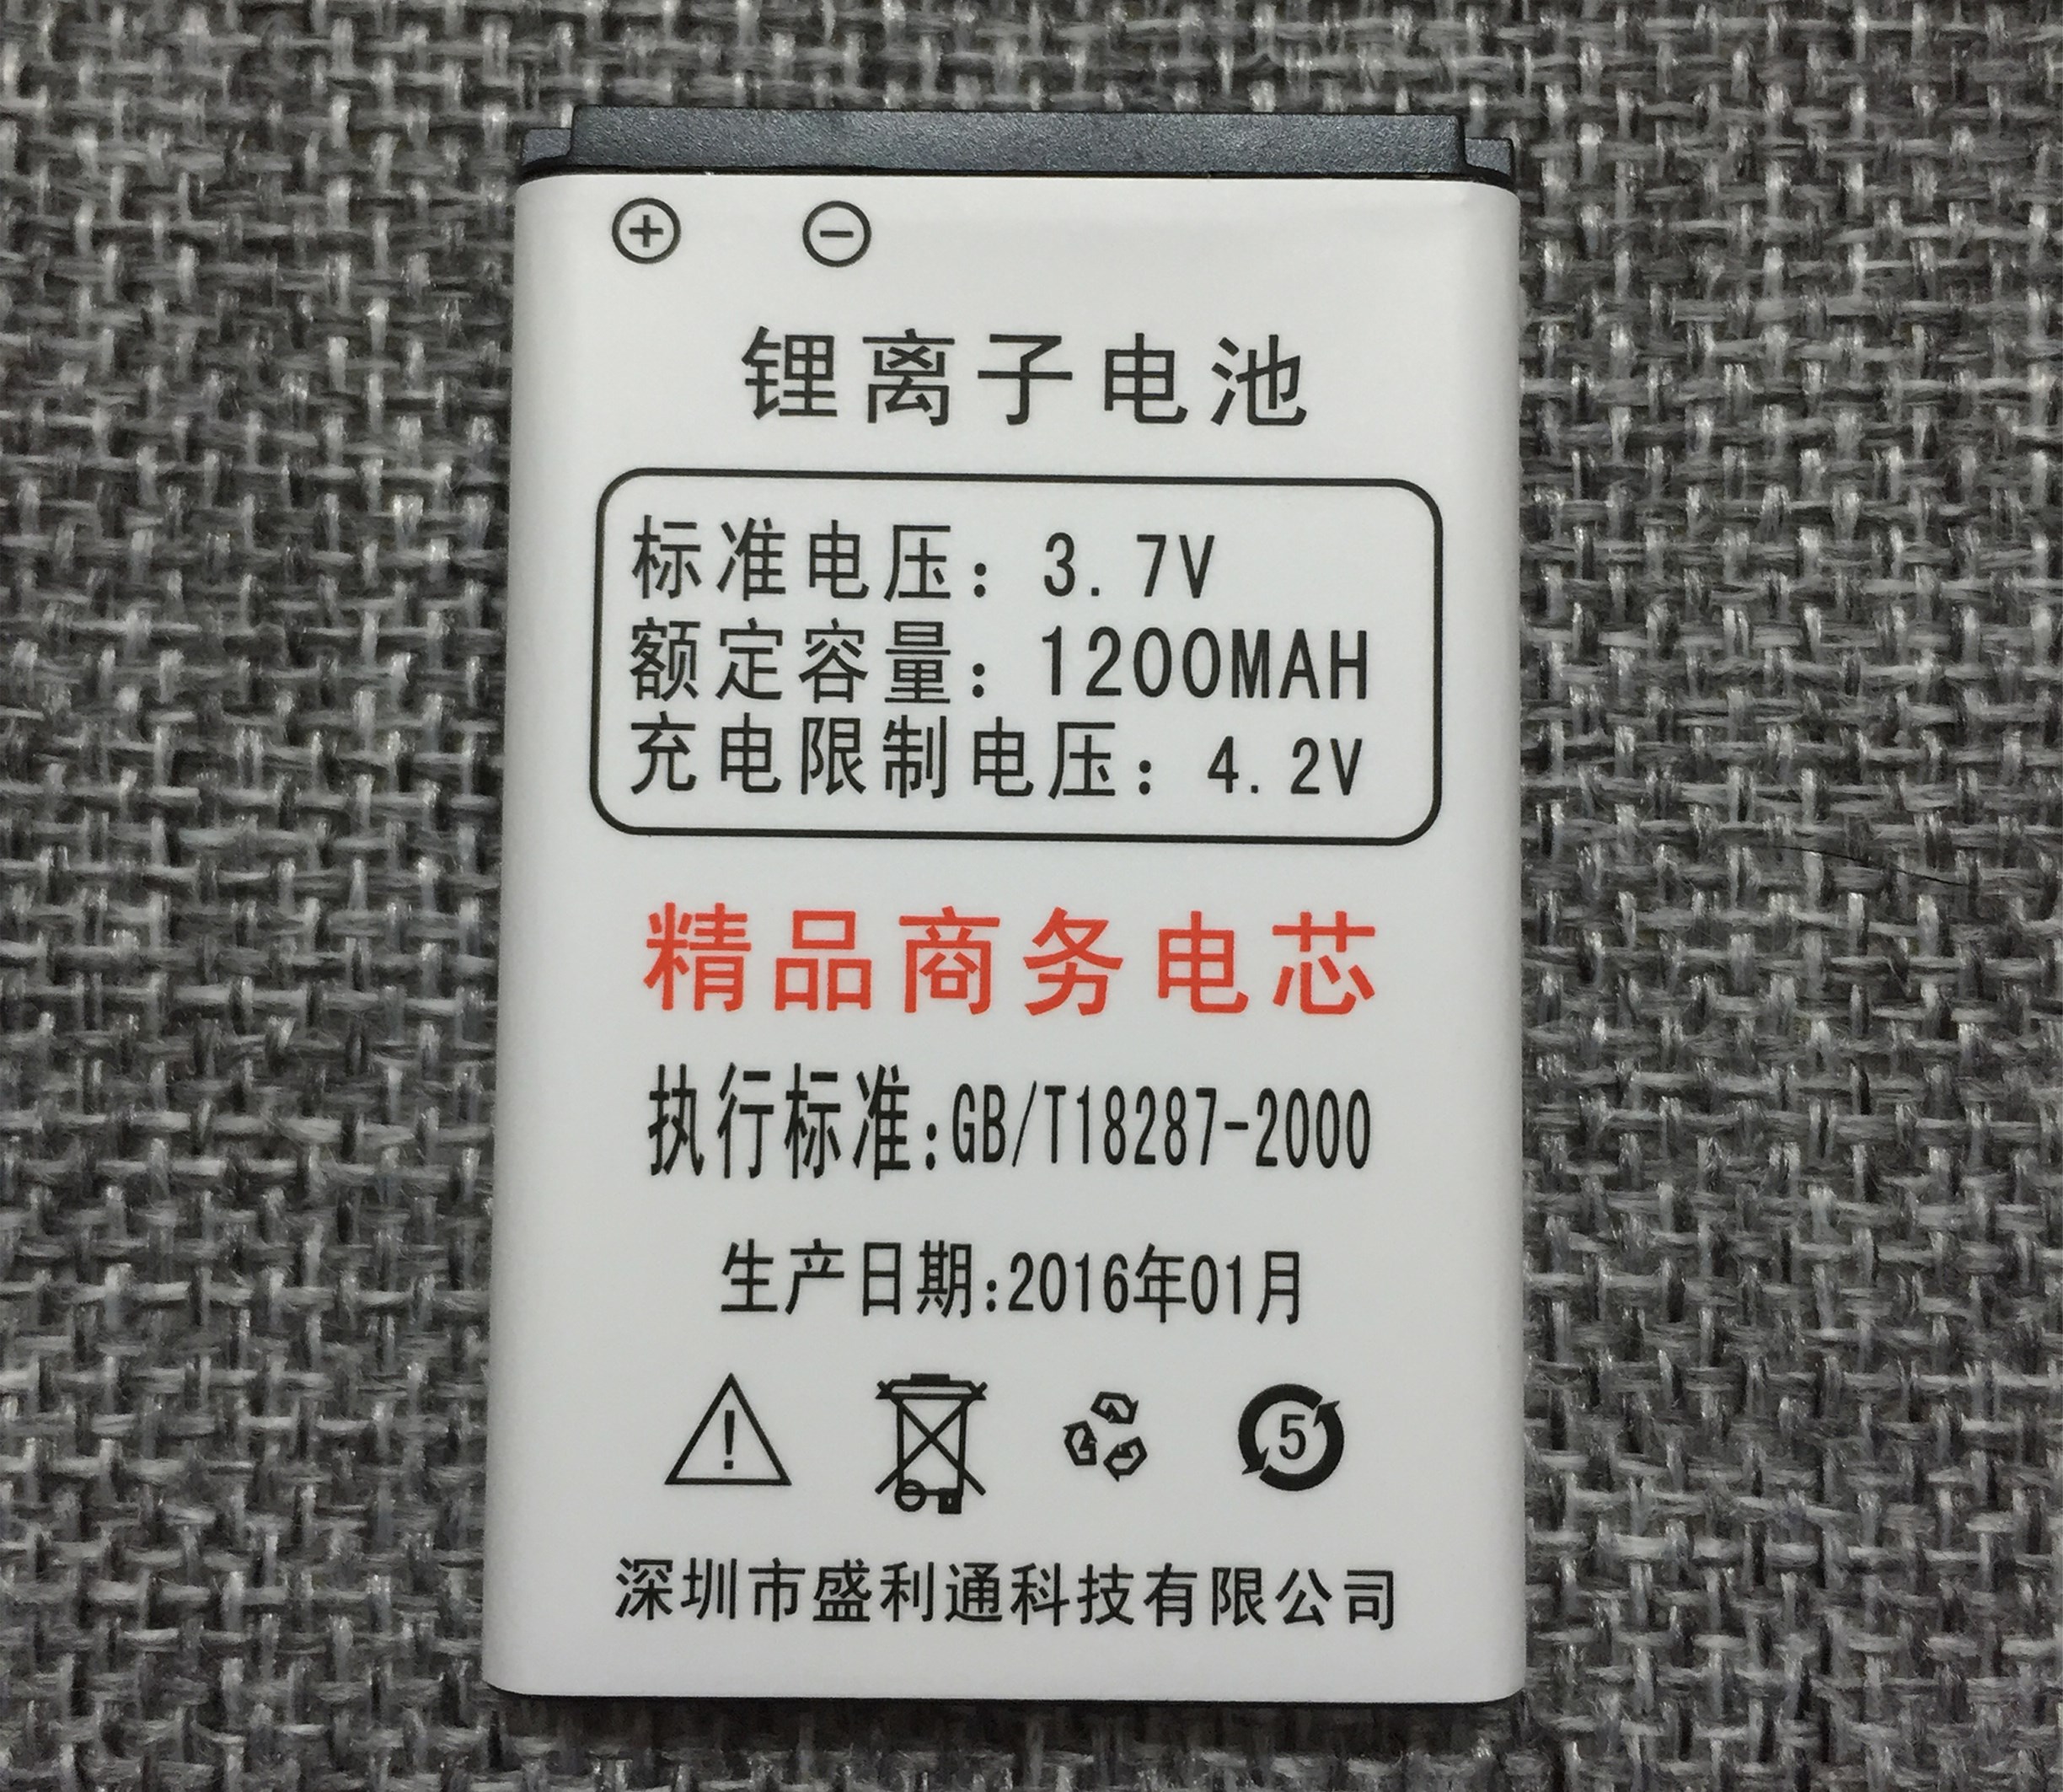 锂离子电池
标准电压：3.7V
额定容量：1200MAH
充电限制电压：4.2V
精品商务电芯
执行标准:GB/T18287-2000
生产日期:2016年01月
5
深圳市盛利通科技有限公司